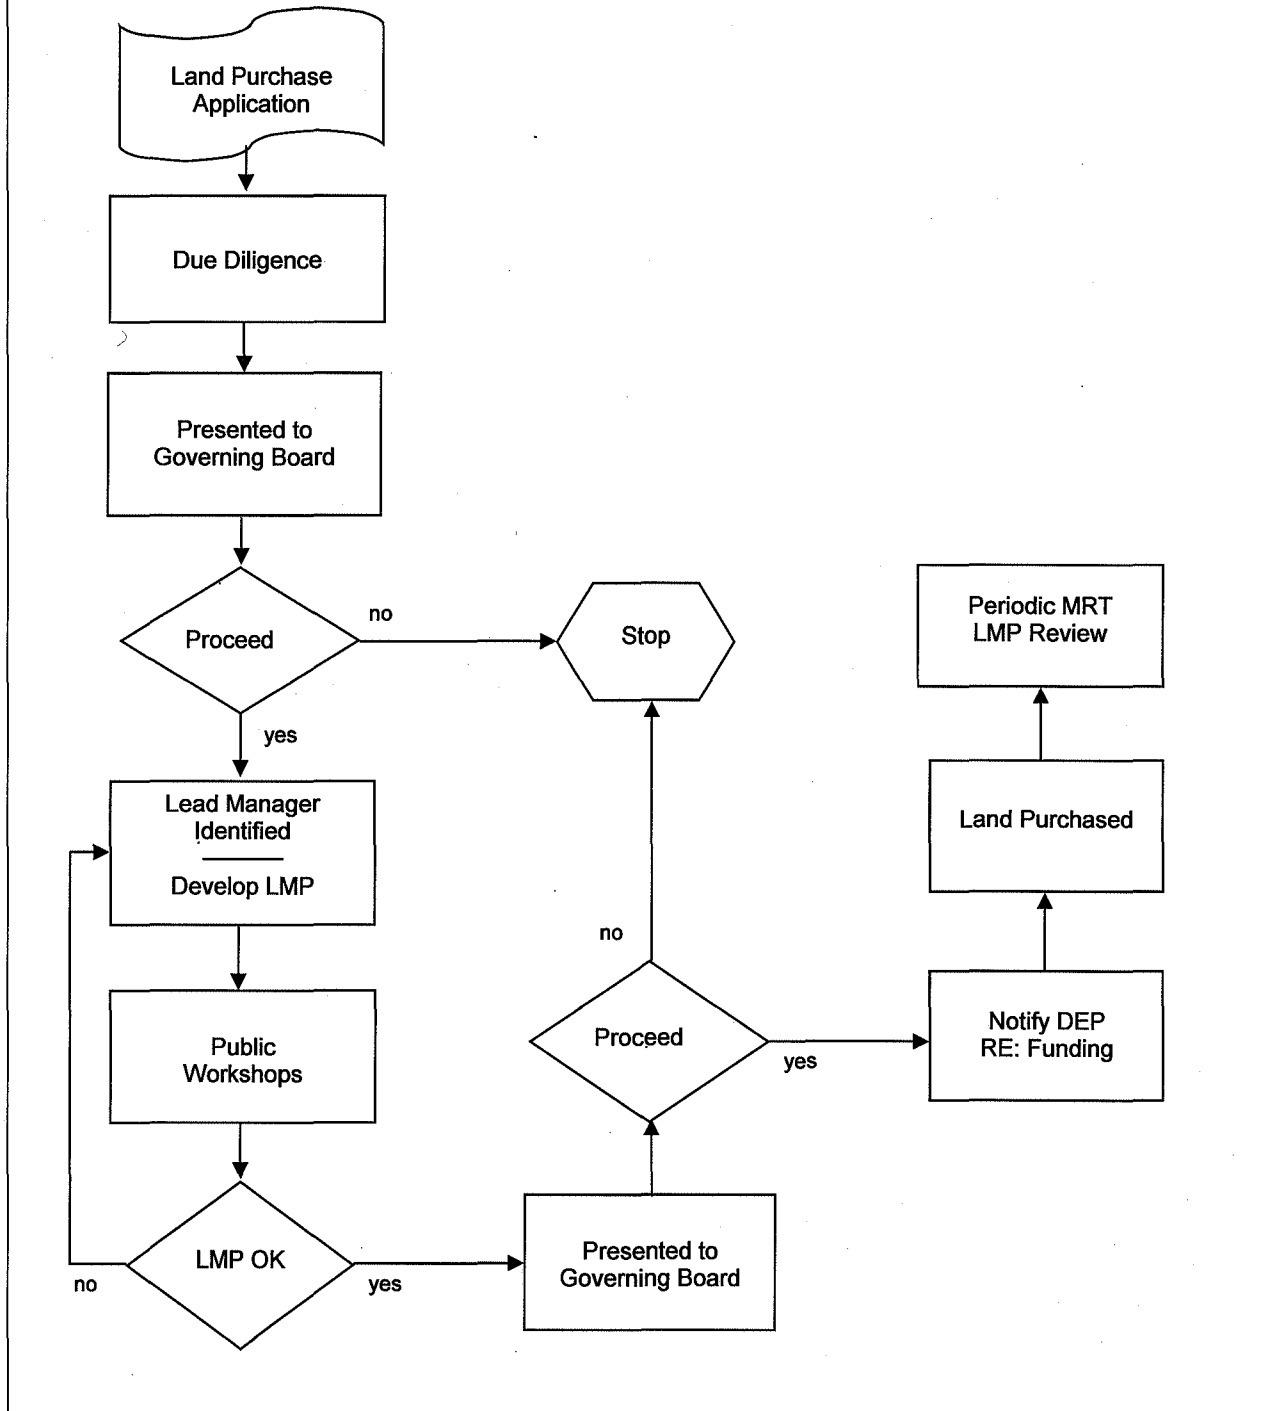 Land Purchase
Application
Due Diligence
Presented to
Governing Board
Proceed
no
Stop
yes
Lead Manager
Identified
Develop LMP
Public
Workshops
LMP OK
no
yes
Presented to
Governing Board
Proceed
no
yes
Notify DEP
RE: Funding
Land Purchased
Periodic MRT
LMP Review